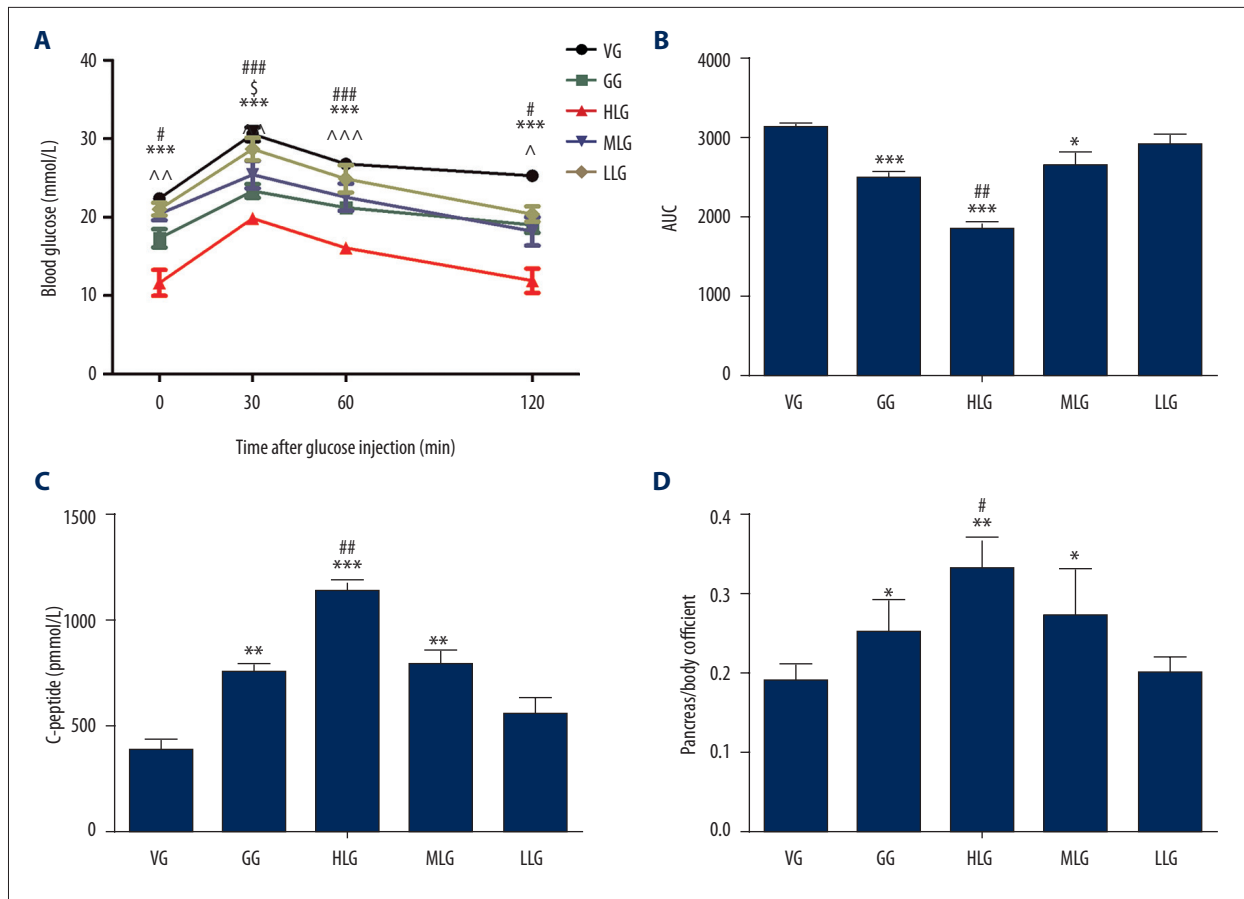 A
Blood glucose (mmol/L)
40
30
20
10
0
###
$
***
^^
###
***
^^^
#
***
^
#
***
^^
VG
GG
HLG
MLG
LLG
0 30 60 120
Time after glucose injection (min)
B
AUC
4000
3000
2000
1000
0
***
##
***
*
VG GG HLG MLG LLG
C
C-peptide (pmmol/L)
1500
1000
500
0
**
##
***
**
VG GG HLG MLG LLG
D
Pancreas/body cofficient
0.4
0.3
0.2
0.1
0.0
*
#
**
*
VG GG HLG MLG LLG